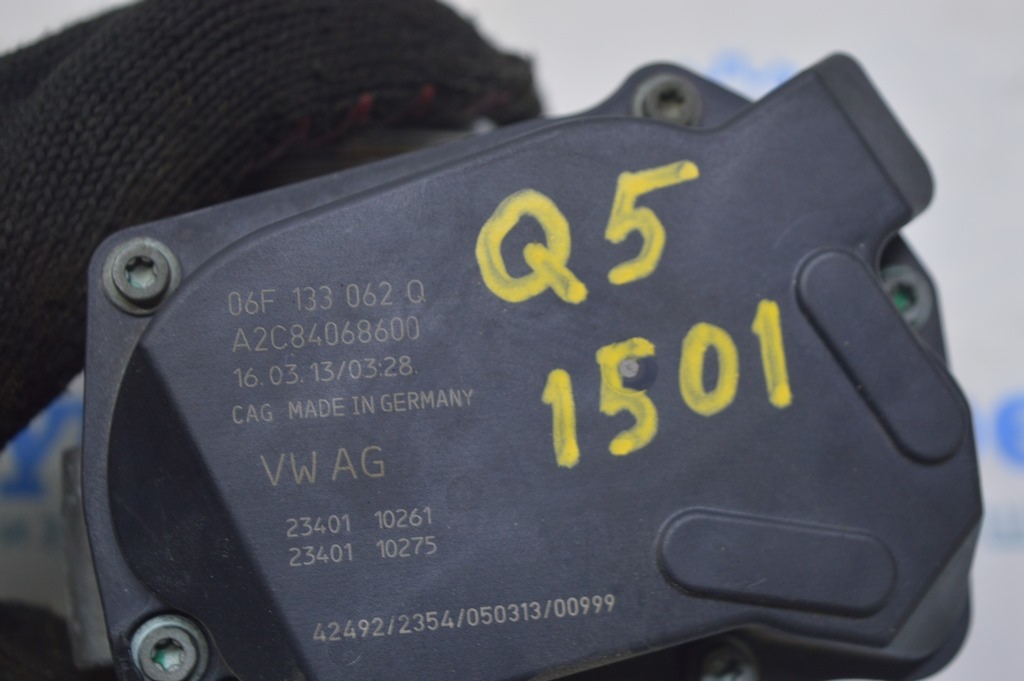 06F 133 062 Q
A2C84068600
16.03.13/03:28
CAG MADE IN GERMANY
VW AG
23401 10261
23401 10275
42492/2354/050313/00999
Q5
1501